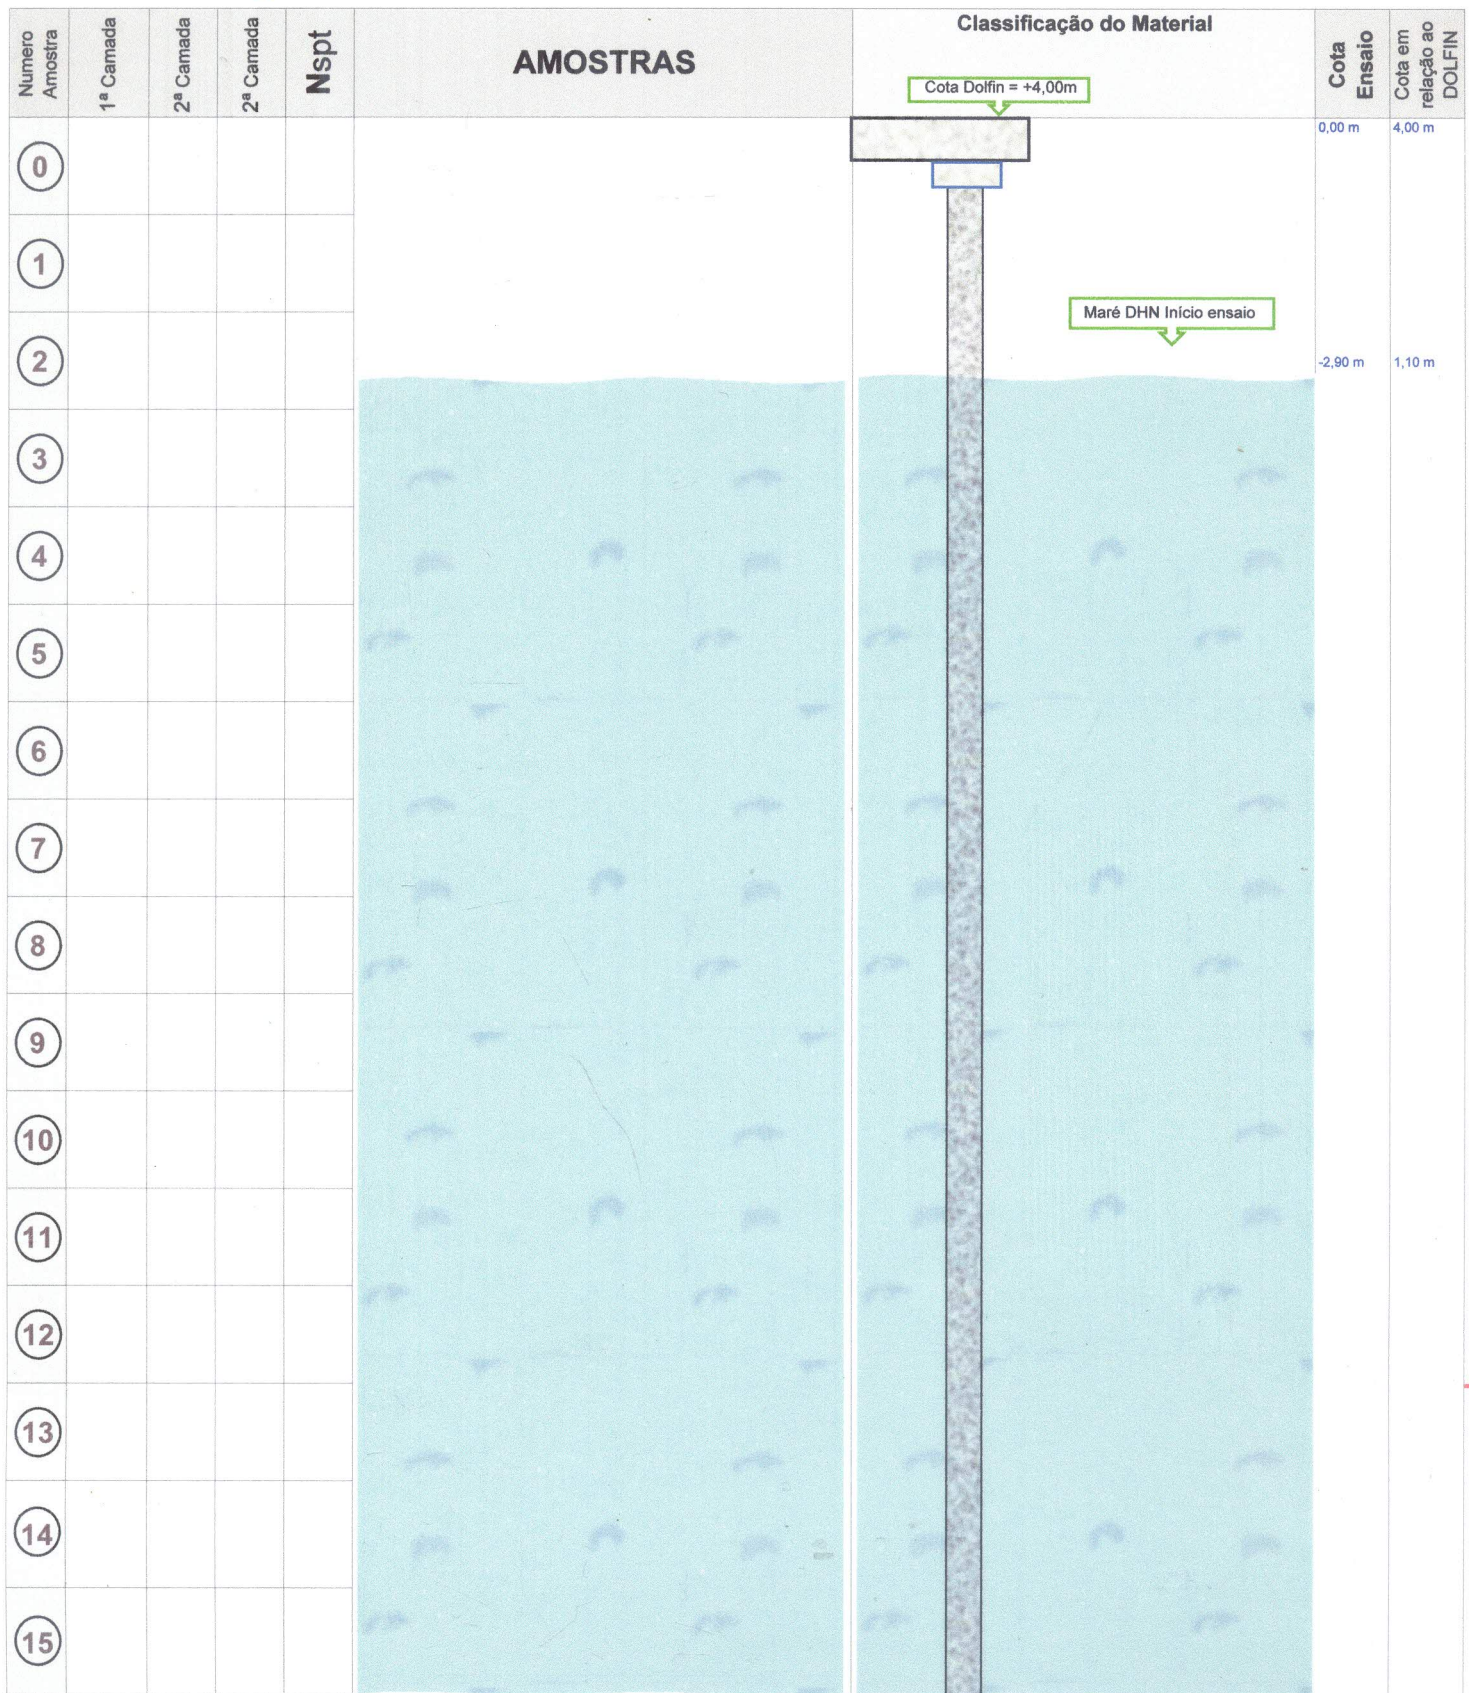 Numero
Amostra
1ª Camada
2ª Camada
2ª Camada
Nspt
AMOSTRAS
Classificação do Material
Cota
Ensaio
Cota em
relação ao
DOLFIN
Cota Dolfin = +4,00m
0,00 m
4,00 m
0
1
Maré DHN Início ensaio
2
-2,90 m
1,10 m
3
4
5
6
7
8
9
10
11
12
13
14
15